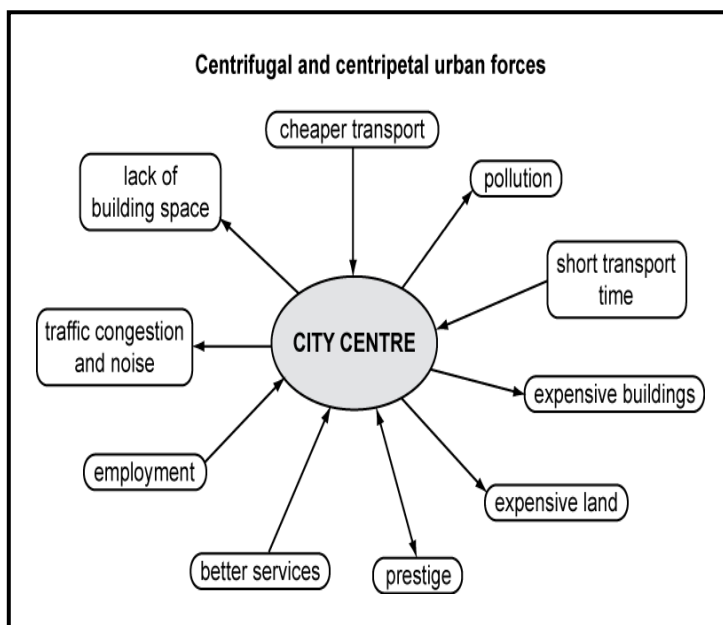 Centrifugal and centripetal urban forces
cheaper transport
lack of
building space
pollution
short transport
time
traffic congestion
and noise
CITY CENTRE
expensive buildings
employment
expensive land
better services
prestige